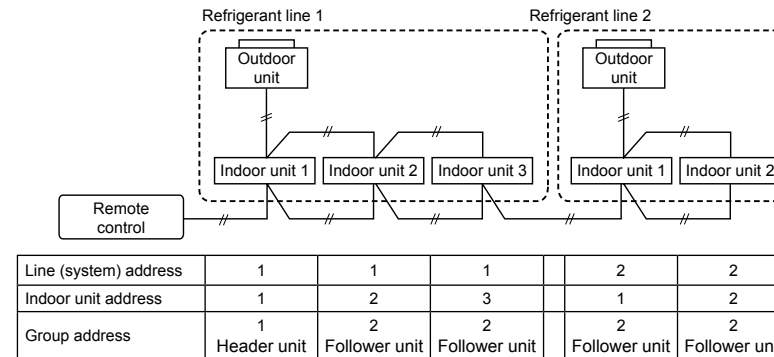 Refrigerant line 1
Refrigerant line 2
Outdoor
unit
Outdoor
unit
Indoor unit 1
Indoor unit 2
Indoor unit 3
Indoor unit 1
Indoor unit 2
Remote
control
Line (system) address 1 1 1 2 2
Indoor unit address 1 2 3 1 2
Group address
1 2 2 2 2
Header unit Follower unit Follower unit Follower unit Follower unit